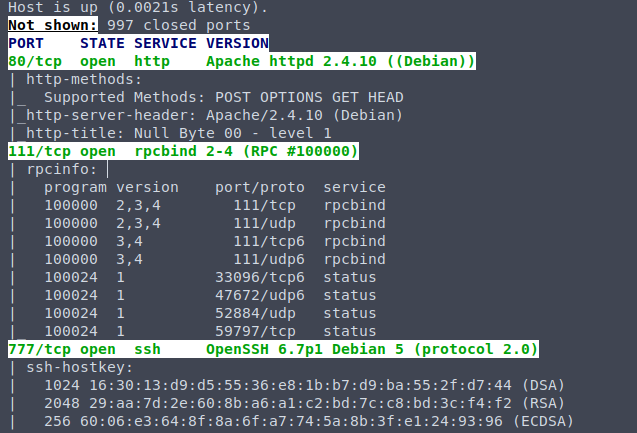 Host is up (0.0021s latency).
Not shown: 997 closed ports
PORT    STATE SERVICE VERSION
80/tcp  open  http    Apache httpd 2.4.10 ((Debian))
| http-methods:
|_  Supported Methods: POST OPTIONS GET HEAD
|_http-server-header: Apache/2.4.10 (Debian)
|_http-title: Null Byte 00 - level 1
111/tcp open  rpcbind 2-4 (RPC #100000)
| rpcinfo:
|   program version    port/proto  service
|   100000  2,3,4        111/tcp   rpcbind
|   100000  2,3,4        111/udp   rpcbind
|   100000  3,4          111/tcp6  rpcbind
|   100000  3,4          111/udp6  rpcbind
|   100024  1          33096/tcp6  status
|   100024  1          47672/udp6  status
|   100024  1          52884/udp   status
|_  100024  1          59797/tcp   status
777/tcp open  ssh     OpenSSH 6.7p1 Debian 5 (protocol 2.0)
| ssh-hostkey:
|   1024 16:30:13:d9:d5:55:36:e8:1b:b7:d9:ba:55:2f:d7:44 (DSA)
|   2048 29:aa:7d:2e:60:8b:a6:a1:c2:bd:7c:c8:bd:3c:f4:f2 (RSA)
|   256 60:06:e3:64:8f:8a:6f:a7:74:5a:8b:3f:e1:24:93:96 (ECDSA)